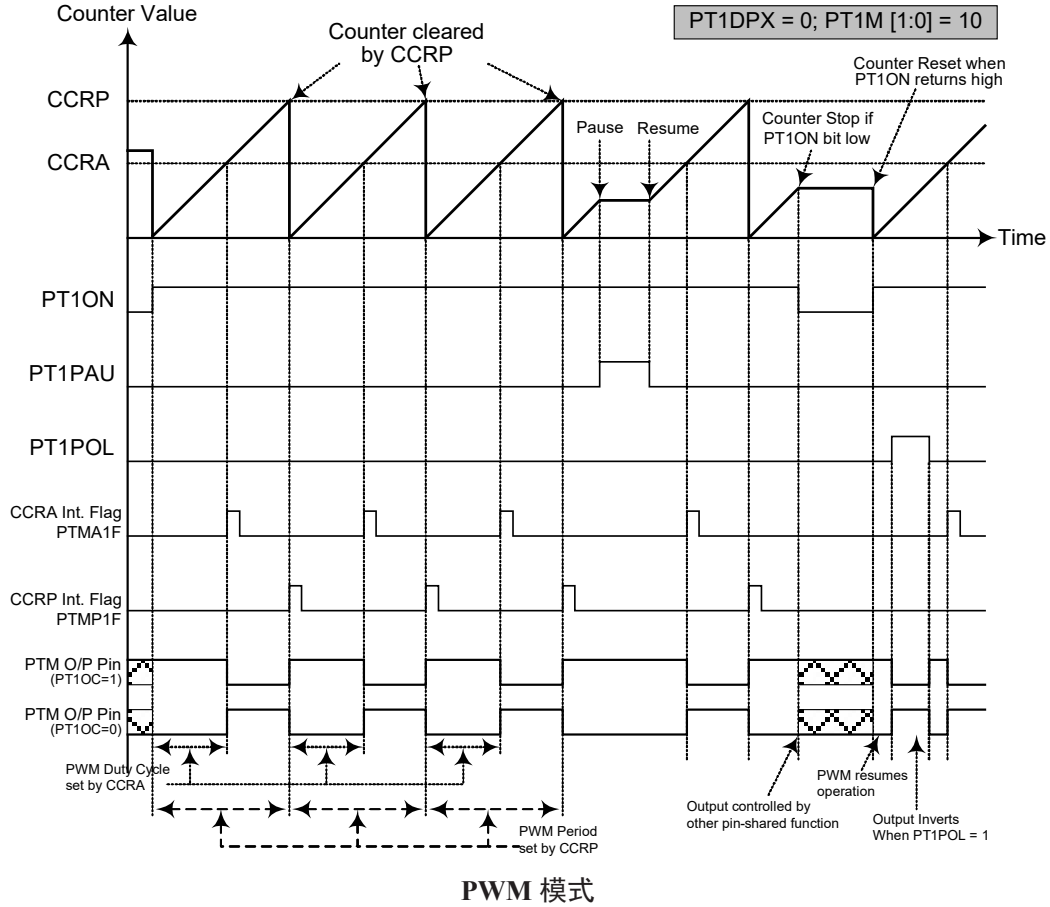 Counter Value
PT1DPX = 0; PT1M [1:0] = 10
Counter cleared
by CCRP
Counter Reset when
PT1ON returns high
CCRP
Pause
Resume
Counter Stop if
PT1ON bit low
CCRA
Time
PT1ON
PT1PAU
PT1POL
CCRA Int. Flag
PTMA1F
CCRP Int. Flag
PTMP1F
PTM O/P Pin
(PT1OC=1)
PTM O/P Pin
(PT1OC=0)
PWM Duty Cycle
set by CCRA
PWM resumes
operation
Output controlled by
other pin-shared function
Output Inverts
When PT1POL = 1
PWM Period
set by CCRP
PWM 模式